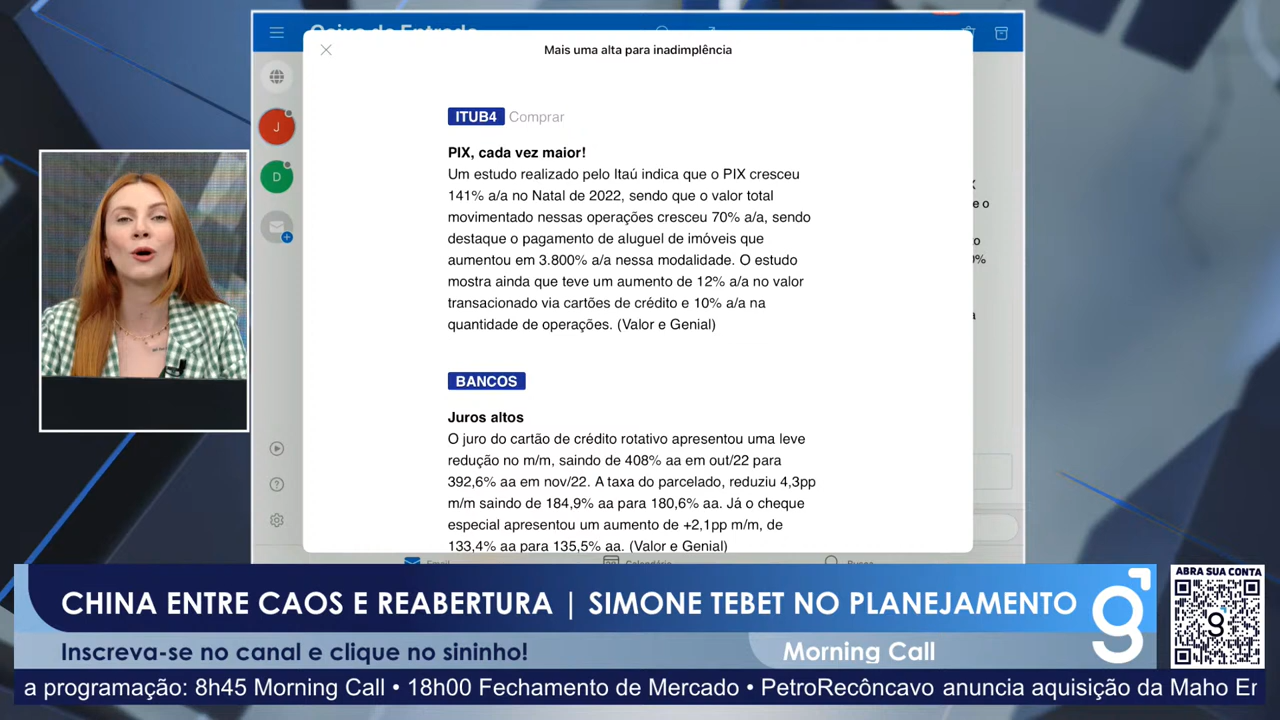 Mais uma alta para inadimplência
J
D
ITUB4 Comprar
PIX, cada vez maior!
Um estudo realizado pelo Itaú indica que o PIX cresceu
141% a/a no Natal de 2022, sendo que o valor total
movimentado nessas operações cresceu 70% a/a, sendo
destaque o pagamento de aluguel de imóveis que
aumentou em 3.800% a/a nessa modalidade. O estudo
mostra ainda que teve um aumento de 12% a/a no valor
transacionado via cartões de crédito e 10% a/a na
quantidade de operações. (Valor e Genial)
BANCOS
Juros altos
O juro do cartão de crédito rotativo apresentou uma leve
redução no m/m, saindo de 408% aa em out/22 para
392,6% aa em nov/22. A taxa do parcelado, reduziu 4,3pp
m/m saindo de 184,9% aa para 180,6% aa. Já o cheque
especial apresentou um aumento de +2,1pp m/m, de
133,4% aa para 135,5% aa. (Valor e Genial)
CHINA ENTRE CAOS E REABERTURA | SIMONE TEBET NO PLANEJAMENTO
ABRA SUA CONTA
g
Inscreva-se no canal e clique no sininho!
Morning Call
a programação: 8h45 Morning Call • 18h00 Fechamento de Mercado • PetroRecôncavo anuncia aquisição da Maho En